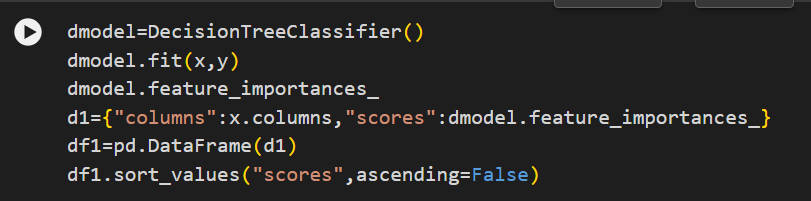 dmodel=DecisionTreeClassifier()
dmodel.fit(x,y)
dmodel.feature_importances_
d1={"columns":x.columns,"scores":dmodel.feature_importances_}
df1=pd.DataFrame(d1)
df1.sort_values("scores",ascending=False)